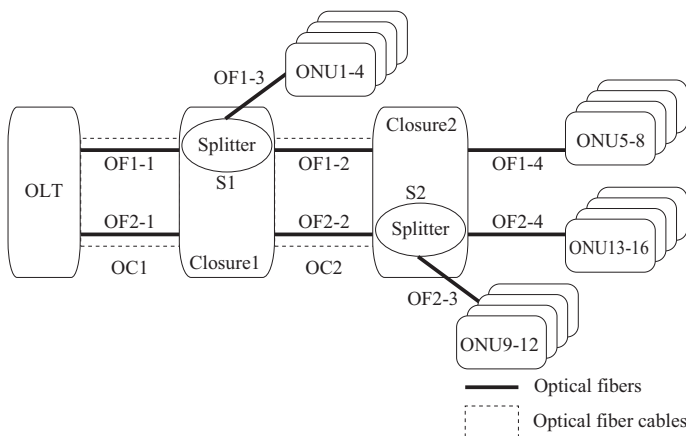 OF1-3
ONU1-4
Closure2
ONU5-8
OLT
OF1-1
Splitter
S1
OF1-2
OF1-4
S2
OF2-1
OF2-2
Splitter
OF2-4
ONU13-16
OC1
Closure1
OC2
OF2-3
ONU9-12
Optical fibers
Optical fiber cables